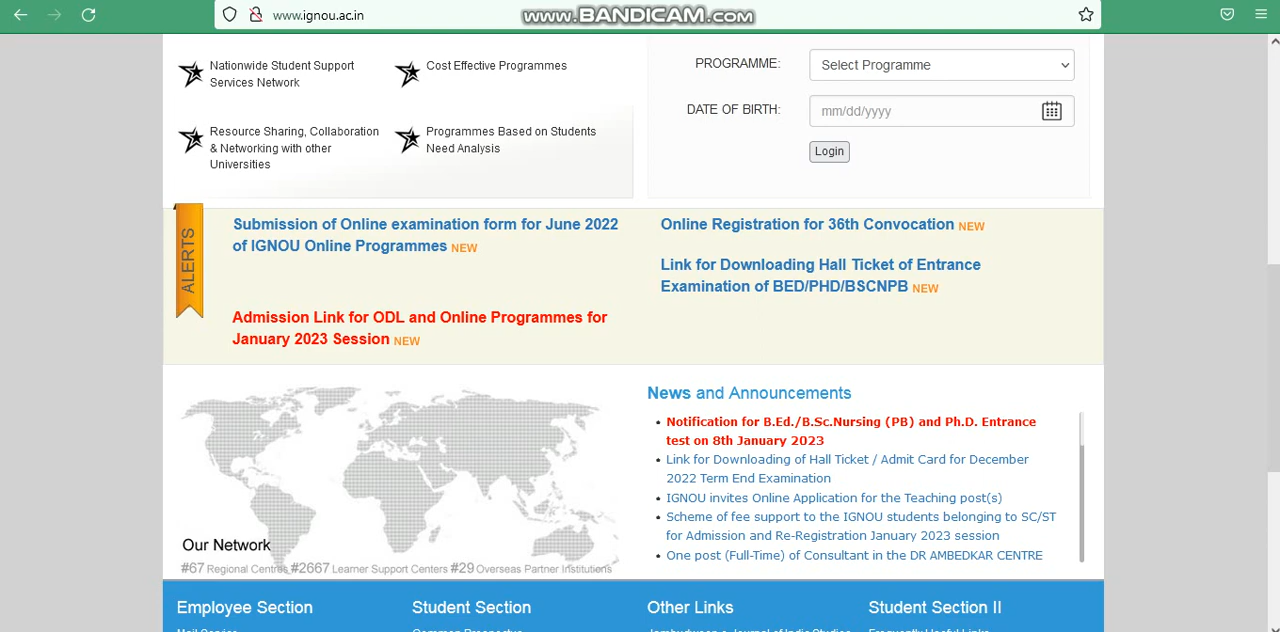 www.ignou.ac.in
www.BANDICAM.com
Nationwide Student Support
Services Network
Cost Effective Programmes
Resource Sharing, Collaboration
& Networking with other
Universities
Programmes Based on Students
Need Analysis
PROGRAMME:
Select Programme
DATE OF BIRTH:
mm/dd/yyyy
Login
ALERTS
Submission of Online examination form for June 2022
of IGNOU Online Programmes NEW
Admission Link for ODL and Online Programmes for
January 2023 Session NEW
Online Registration for 36th Convocation NEW
Link for Downloading Hall Ticket of Entrance
Examination of BED/PHD/BSCNPB NEW
Our Network
#67 Regional Centres #2667 Learner Support Centers #29 Overseas Partner Institutions
News and Announcements
Notification for B.Ed./B.Sc.Nursing (PB) and Ph.D. Entrance
test on 8th January 2023
Link for Downloading of Hall Ticket / Admit Card for December
2022 Term End Examination
IGNOU invites Online Application for the Teaching post(s)
Scheme of fee support to the IGNOU students belonging to SC/ST
for Admission and Re-Registration January 2023 session
One post (Full-Time) of Consultant in the DR AMBEDKAR CENTRE
Employee Section
Student Section
Other Links
Student Section II
Mail Service
Common Prospectus
Frequently Useful Links